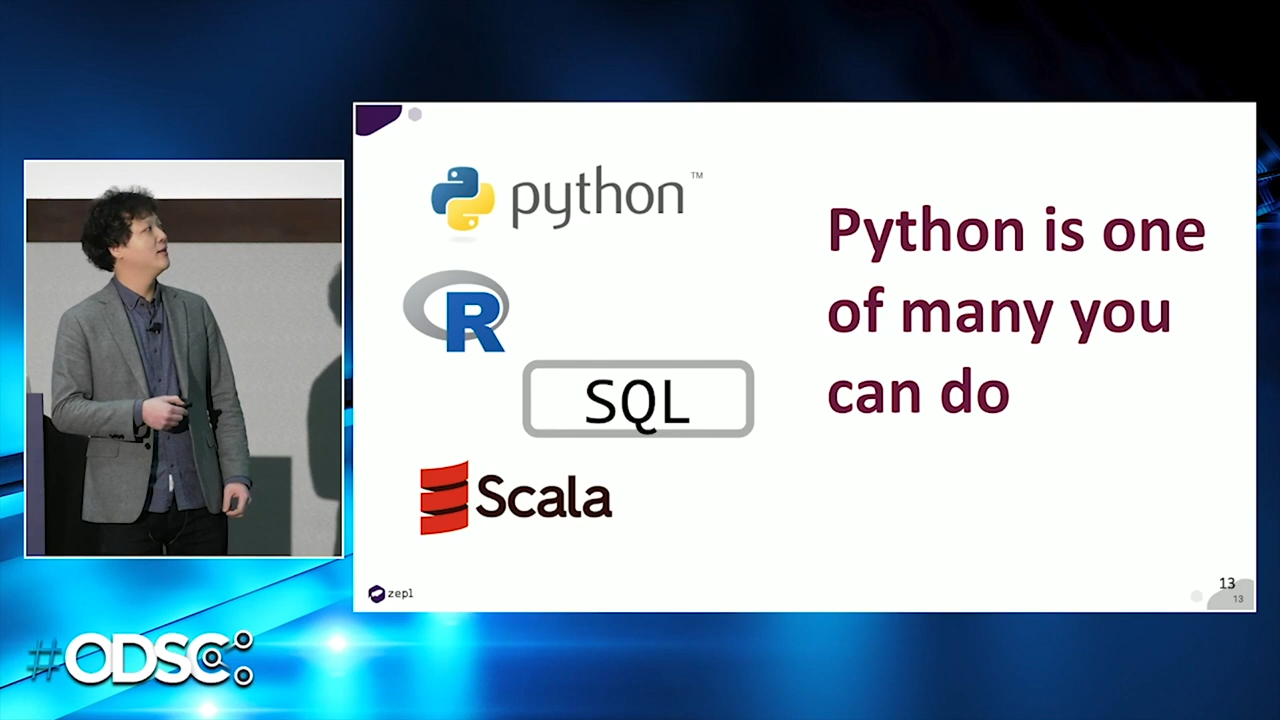 python™
R
SQL
Scala
Python is one
of many you
can do
zepl
13
13
#ODSC